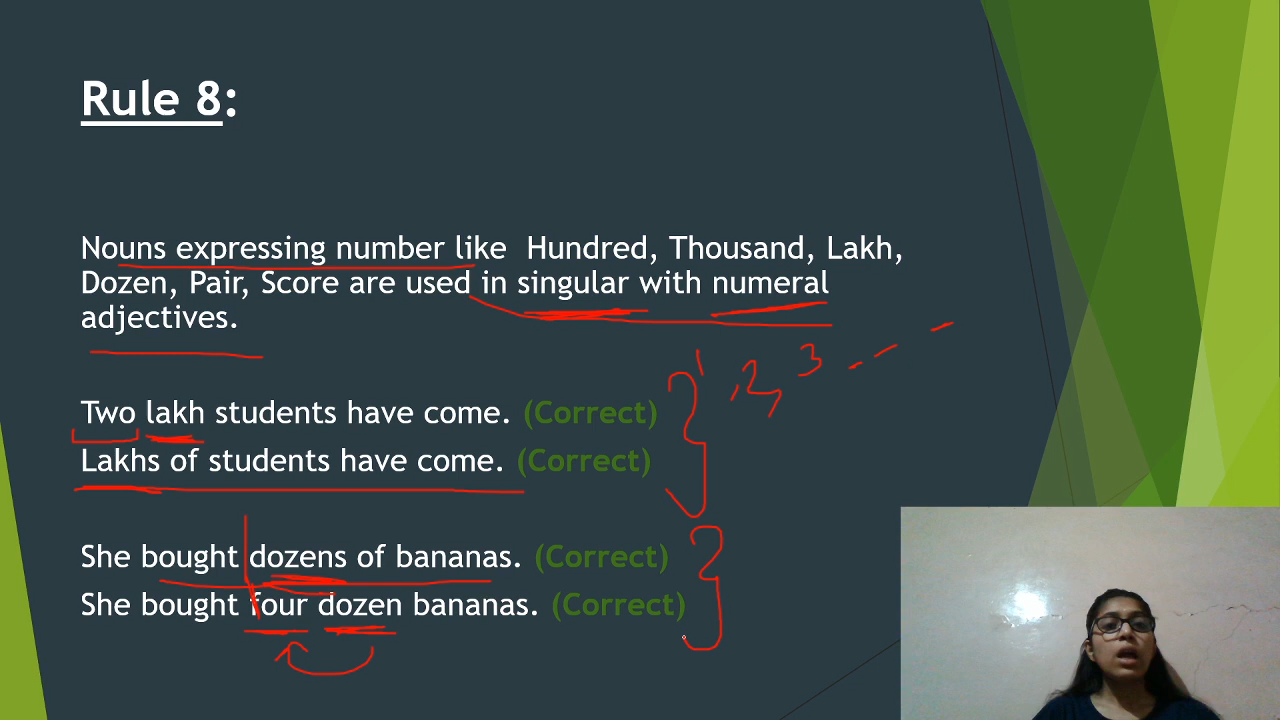 Rule 8:
Nouns expressing number like Hundred, Thousand, Lakh,
Dozen, Pair, Score are used in singular with numeral
adjectives.
1, 2, 3
Two lakh students have come. (Correct)
Lakhs of students have come. (Correct)
She bought dozens of bananas. (Correct)
She bought four dozen bananas. (Correct)